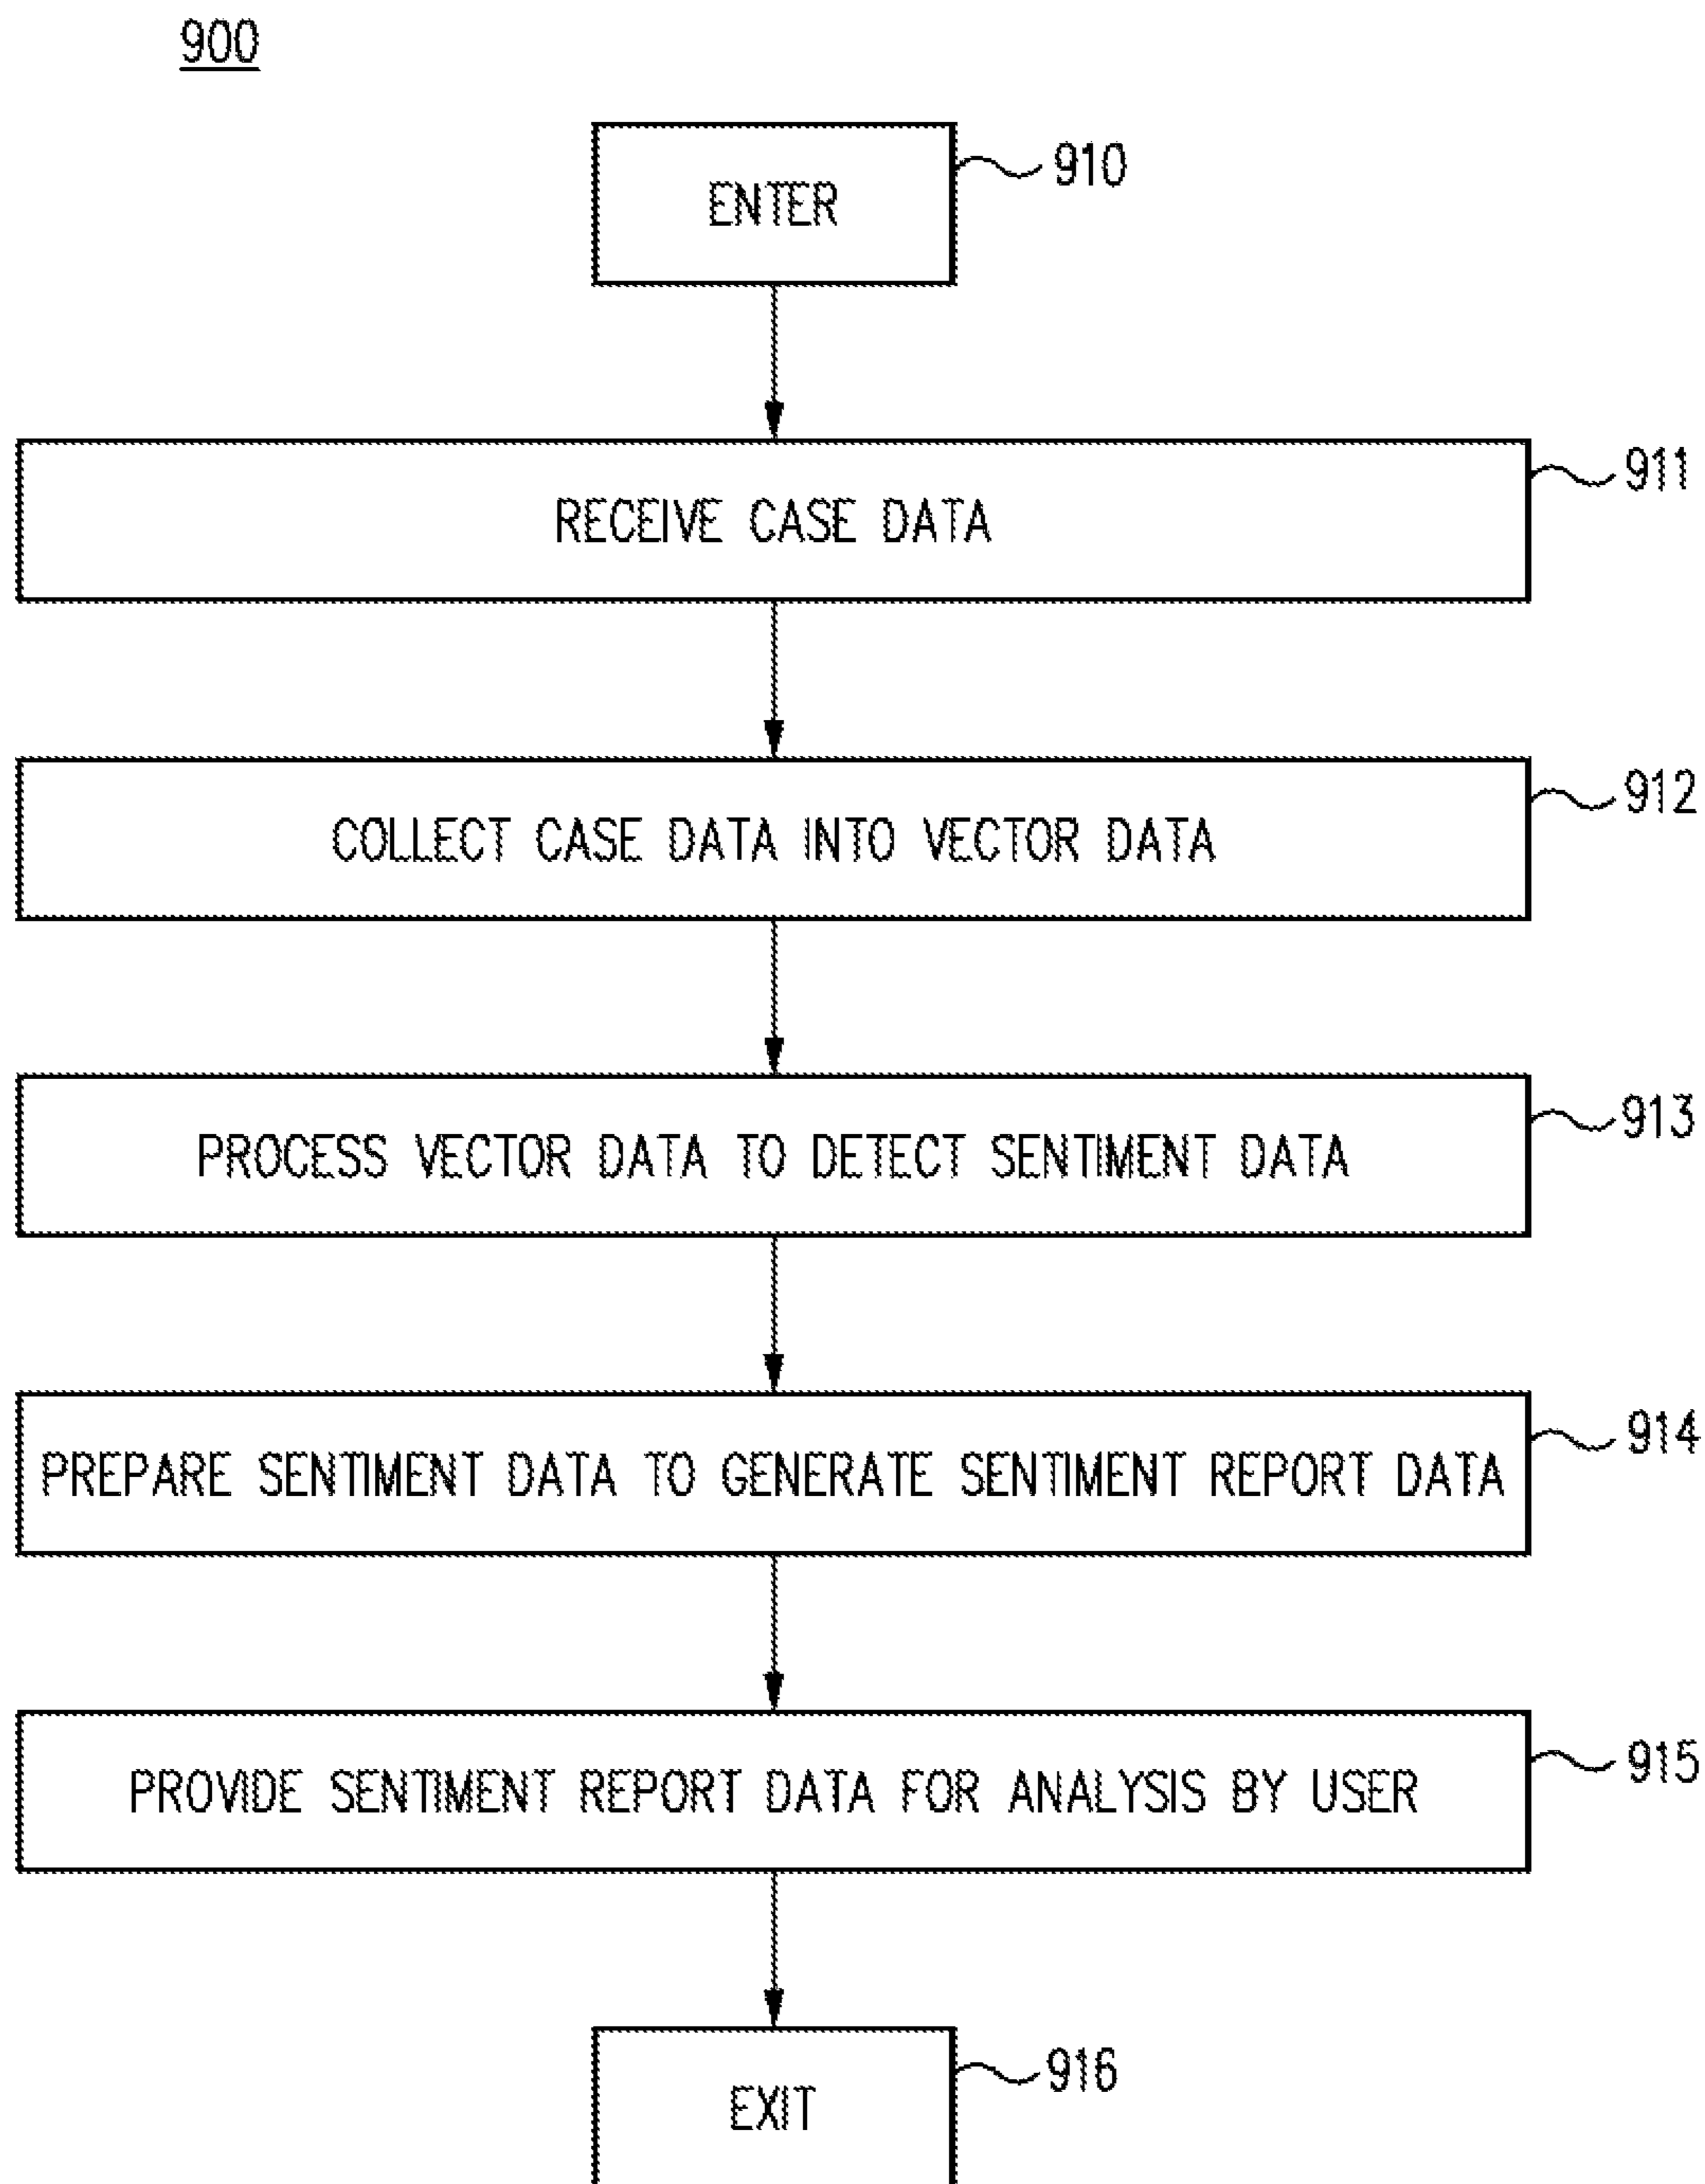 900
ENTER
910
RECEIVE CASE DATA
911
COLLECT CASE DATA INTO VECTOR DATA
912
PROCESS VECTOR DATA TO DETECT SENTIMENT DATA
913
PREPARE SENTIMENT DATA TO GENERATE SENTIMENT REPORT DATA
914
PROVIDE SENTIMENT REPORT DATA FOR ANALYSIS BY USER
915
EXIT
916